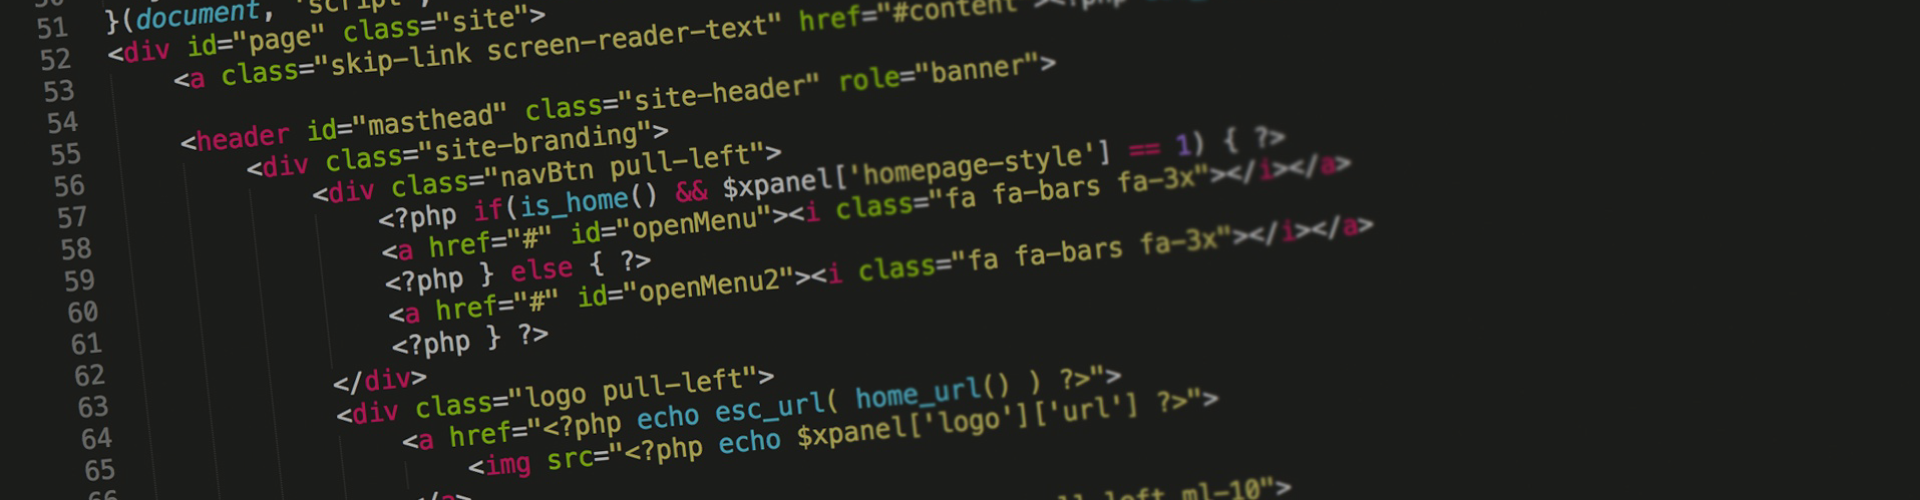 51 }(document, 'script',
52 <div id="page" class="site">
53 <a class="skip-link screen-reader-text" href="#content"><?php
54
55 <header id="masthead" class="site-header" role="banner">
56 <div class="site-branding">
57 <div class="navBtn pull-left">
58 <?php if(is_home() && $xpanel['homepage-style'] == 1) { ?>
59 <a href="#" id="openMenu"><i class="fa fa-bars fa-3x"></i></a>
60 <?php } else { ?>
61 <a href="#" id="openMenu2"><i class="fa fa-bars fa-3x"></i></a>
62 <?php } ?>
63 </div>
64 <div class="logo pull-left">
65 <a href="<?php echo esc_url( home_url() ) ?>">
66 <img src="<?php echo $xpanel['logo']['url'] ?>">
</a>
ml-10">